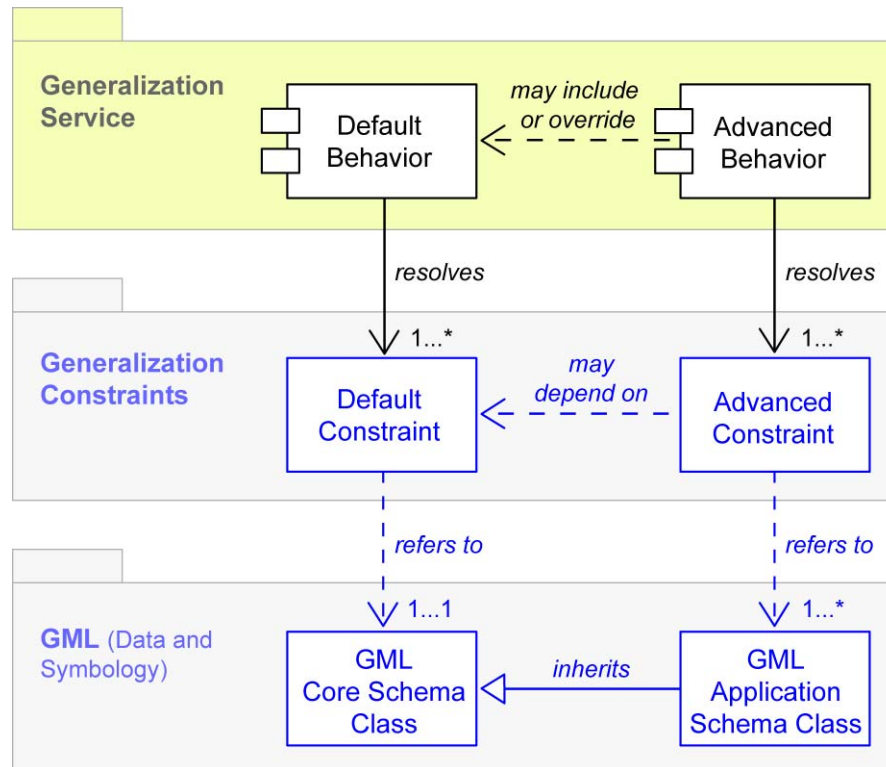 Generalization
Service
Default
Behavior
may include
or override
Advanced
Behavior
resolves
resolves
1...*
1...*
Generalization
Constraints
Default
Constraint
may
depend on
Advanced
Constraint
refers to
refers to
1...1
1...*
GML (Data and
Symbology)
GML
Core Schema
Class
inherits
GML
Application
Schema Class